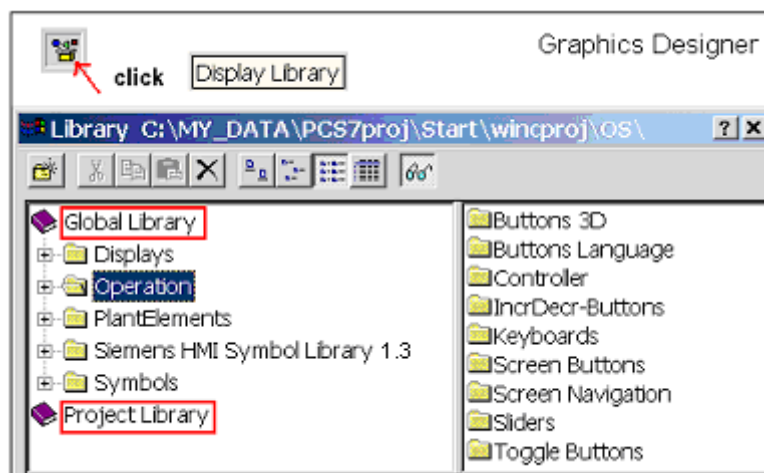 Graphics Designer
click Display Library
Library C:\MY_DATA\PCS7proj\Start\wincproj\OS\
Global Library
Displays
Operation
PlantElements
Siemens HMI Symbol Library 1.3
Symbols
Project Library
Buttons 3D
Buttons Language
Controller
IncrDecr-Buttons
Keyboards
Screen Buttons
Screen Navigation
Sliders
Toggle Buttons